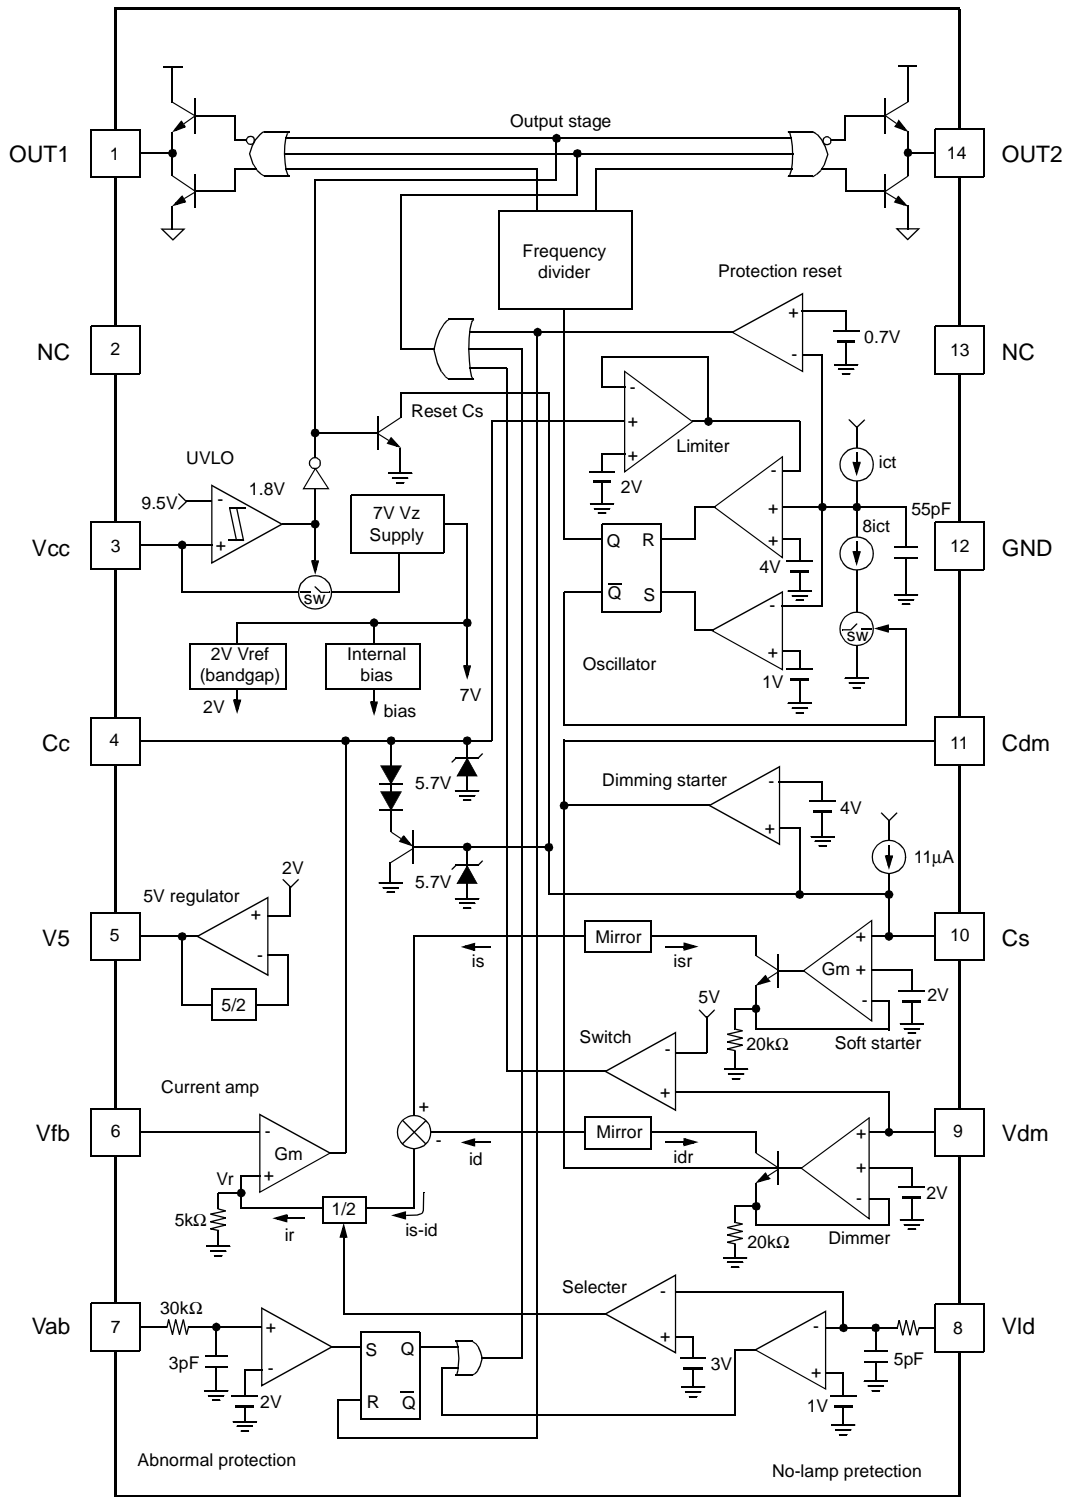 Output stage
OUT1
1
14
OUT2
Frequency
divider
Protection reset
+
-
0.7V
NC
2
13
NC
Reset Cs
-
+
+
Limiter
2V
ict
UVLO
1.8V
9.5V
-
+
7V Vz
Supply
-
+
+
4V
55pF
8ict
Vcc
3
12
GND
Q
R
Q
S
SW
SW
-
+
1V
Oscillator
2V Vref
(bandgap)
Internal
bias
2V
bias
7V
Cc
4
11
Cdm
5.7V
Dimming starter
-
+
4V
5.7V
11µA
2V
5V regulator
+
-
V5
5
5/2
Mirror
is
isr
+
Gm
+
-
2V
10
Cs
20kΩ
Soft starter
5V
Switch
-
+
Current amp
Vfb
6
-
Gm
+
Vr
+
-
Mirror
id
idr
+
+
-
2V
9
Vdm
5kΩ
1/2
ir
is-id
20kΩ
Dimmer
Selecter
-
+
3V
Vab
7
30kΩ
3pF
+
-
2V
S
Q
R
Q
-
+
1V
5pF
8
Vld
Abnormal protection
No-lamp pretection